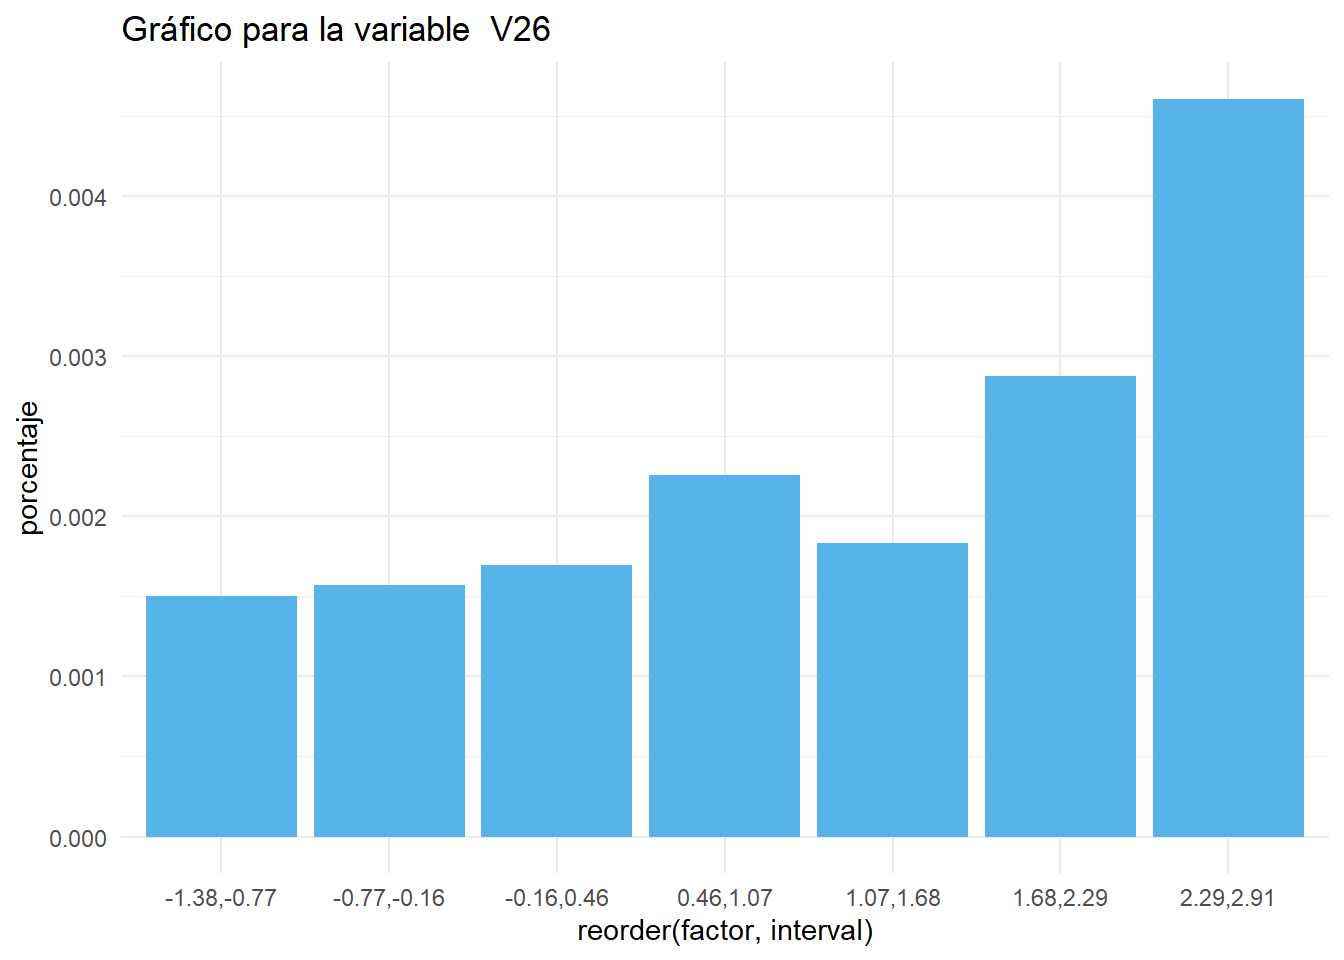 Gráfico para la variable  V26
porcentaje
0.004
0.003
0.002
0.001
0.000
-1.38,-0.77 -0.77,-0.16 -0.16,0.46 0.46,1.07 1.07,1.68 1.68,2.29 2.29,2.91
reorder(factor, interval)